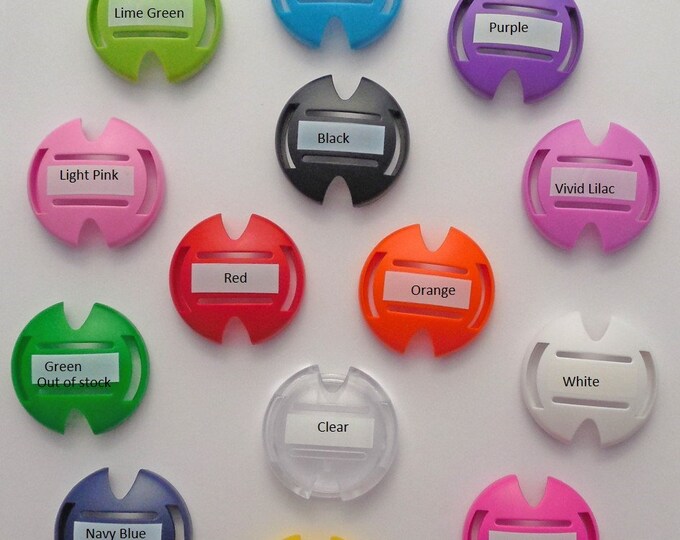 Lime Green
Purple
Black
Light Pink
Vivid Lilac
Red
Orange
Green
Out of stock
White
Clear
Navy Blue